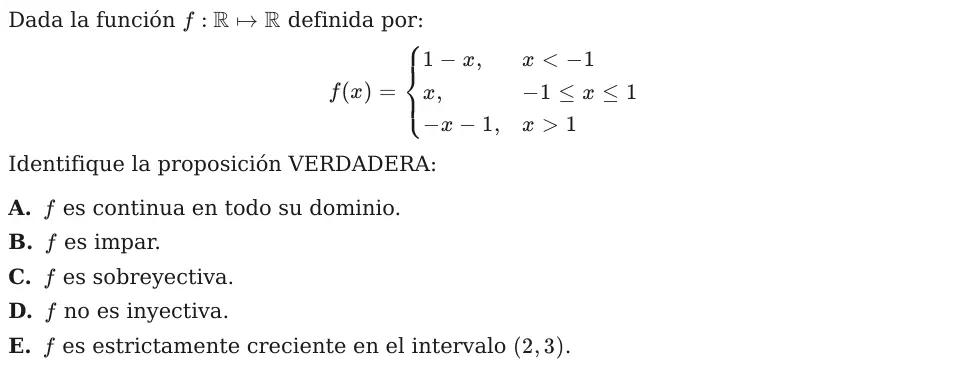 Dada la función f : ℝ ↦ ℝ definida por:
f(x) = { 1 − x, x < −1
x, −1 ≤ x ≤ 1
−x − 1, x > 1
Identifique la proposición VERDADERA:
A. f es continua en todo su dominio.
B. f es impar.
C. f es sobreyectiva.
D. f no es inyectiva.
E. f es estrictamente creciente en el intervalo (2, 3).